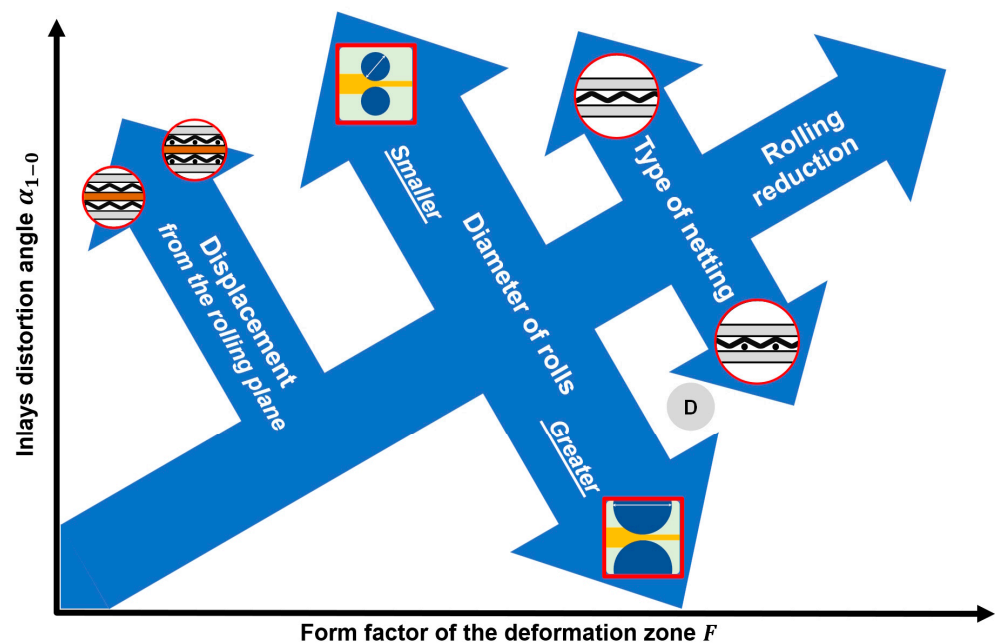 Inlays distortion angle α₁₋₀
Displacement
from the rolling plane
Smaller
Diameter of rolls
Greater
Type of netting
Rolling
reduction
D
Form factor of the deformation zone F